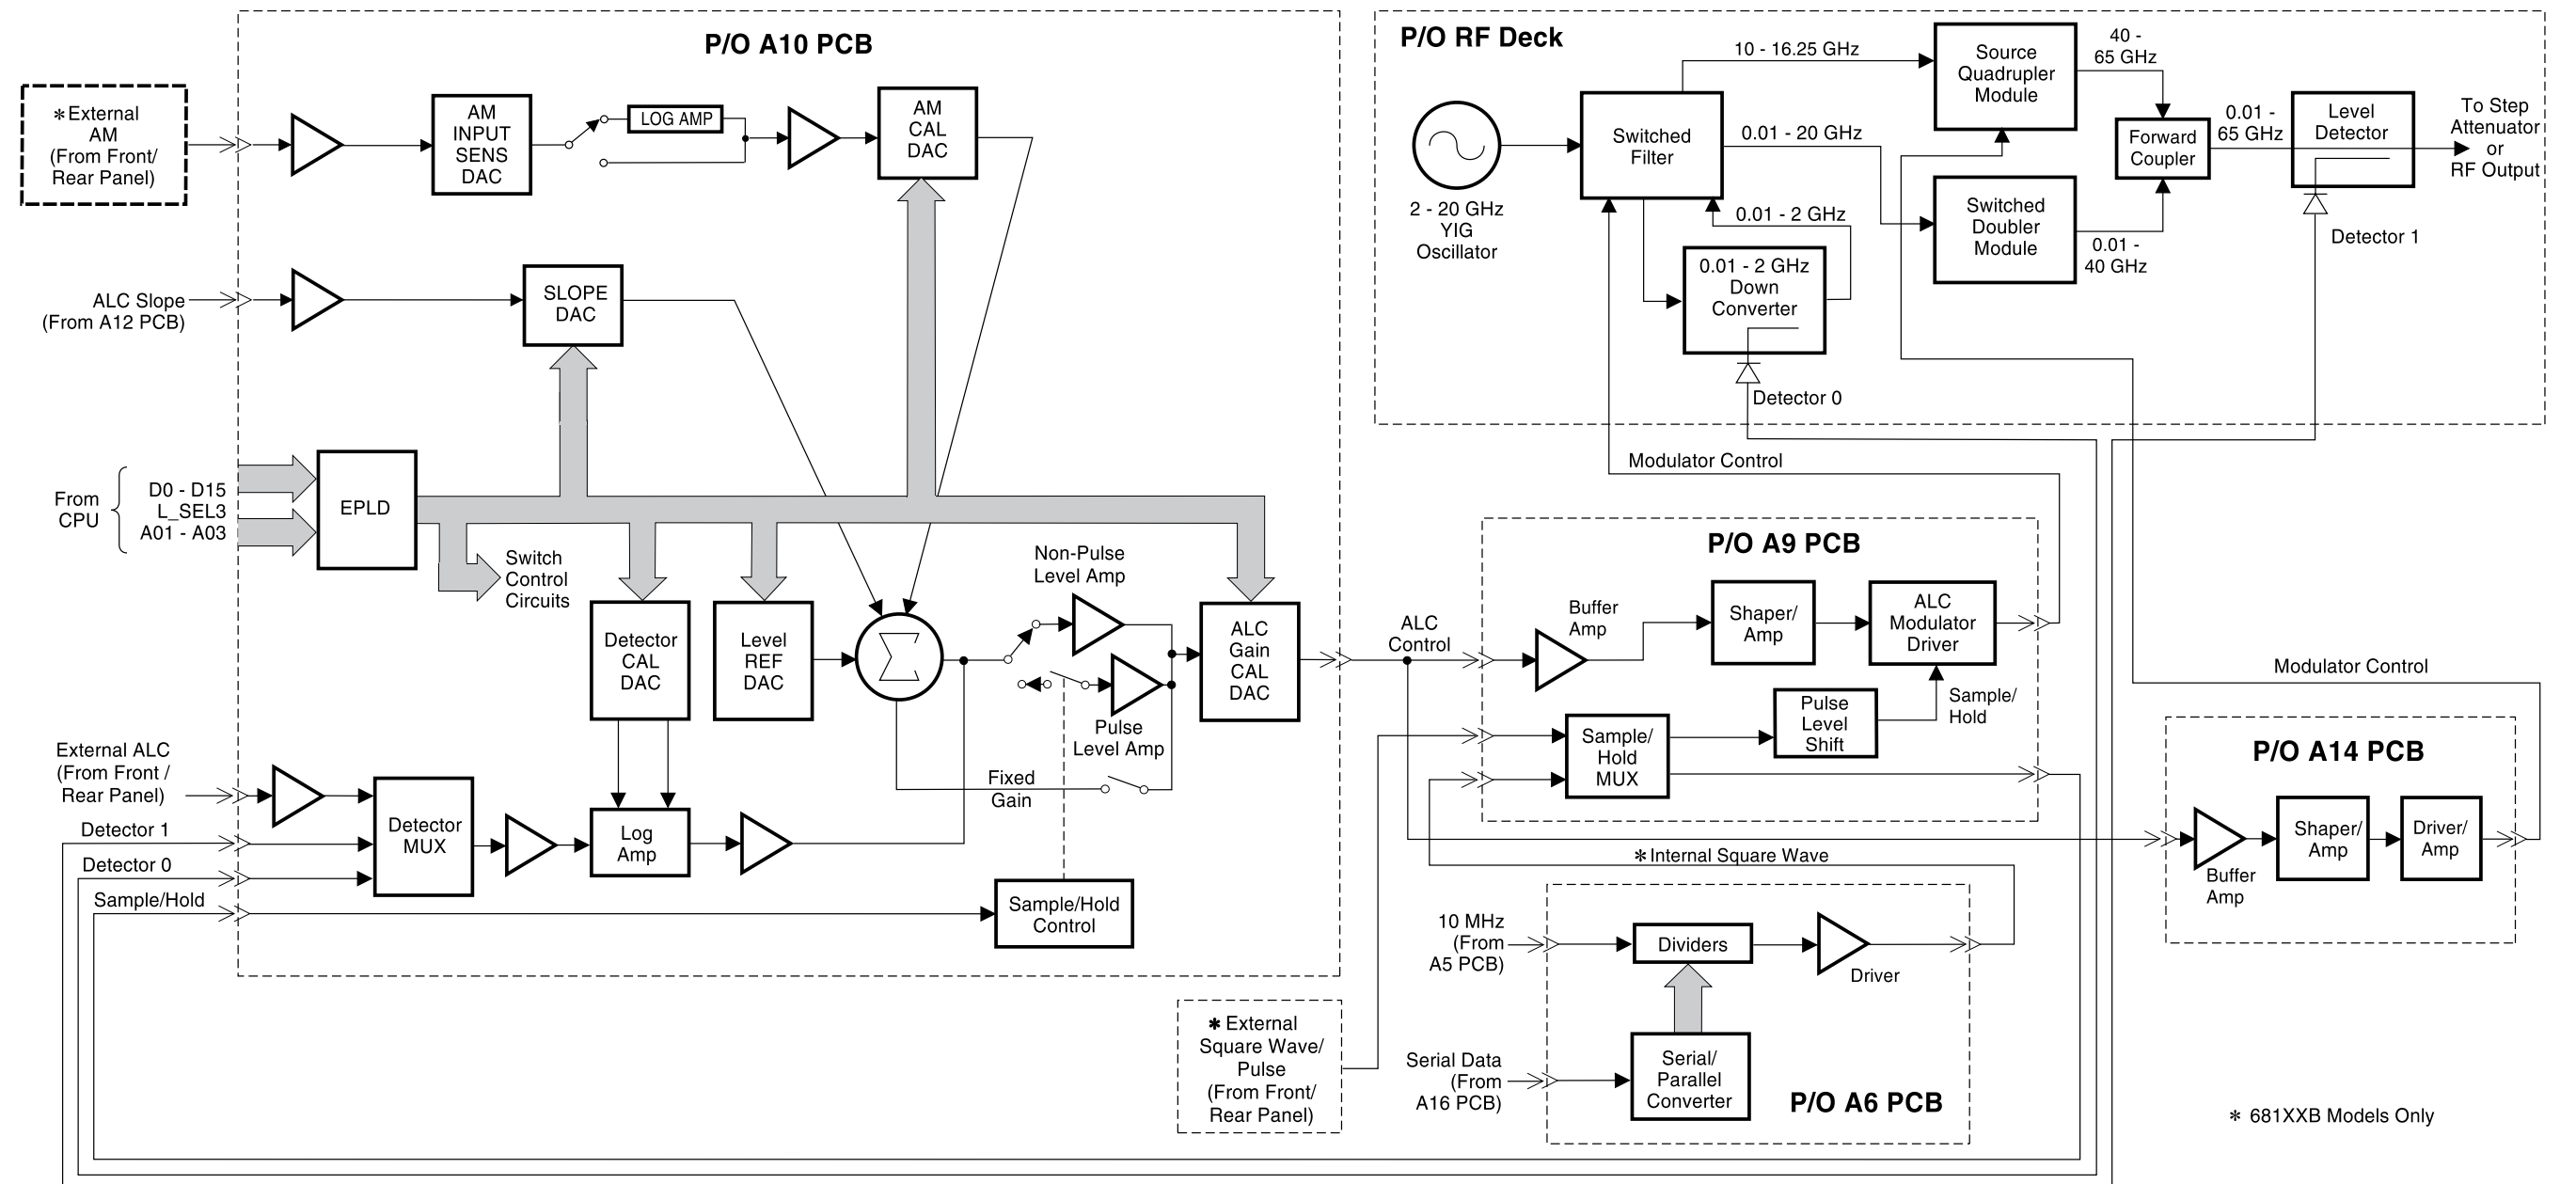 P/O A10 PCB
∗External
AM
(From Front/
Rear Panel)
AM
INPUT
SENS
DAC
LOG AMP
AM
CAL
DAC
ALC Slope
(From A12 PCB)
SLOPE
DAC
From
CPU
D0 - D15
L_SEL3
A01 - A03
EPLD
Switch
Control
Circuits
Detector
CAL
DAC
Level
REF
DAC
Σ
Non-Pulse
Level Amp
Pulse
Level Amp
ALC
Gain
CAL
DAC
Fixed
Gain
External ALC
(From Front /
Rear Panel)
Detector 1
Detector 0
Sample/Hold
Detector
MUX
Log
Amp
Sample/Hold
Control
P/O RF Deck
2 - 20 GHz
YIG
Oscillator
Switched
Filter
10 - 16.25 GHz
0.01 - 20 GHz
0.01 - 2 GHz
0.01 - 2 GHz
Down
Converter
Detector 0
Source
Quadrupler
Module
40 -
65 GHz
Switched
Doubler
Module
0.01 -
40 GHz
Forward
Coupler
0.01 -
65 GHz
Level
Detector
Detector 1
To Step
Attenuator
or
RF Output
Modulator Control
ALC
Control
P/O A9 PCB
Buffer
Amp
Shaper/
Amp
ALC
Modulator
Driver
Sample/
Hold
MUX
Pulse
Level
Shift
Sample/
Hold
Modulator Control
P/O A14 PCB
Buffer
Amp
Shaper/
Amp
Driver/
Amp
∗Internal Square Wave
10 MHz
(From
A5 PCB)
Dividers
Driver
Serial Data
(From
A16 PCB)
Serial/
Parallel
Converter
P/O A6 PCB
∗ External
Square Wave/
Pulse
(From Front/
Rear Panel)
∗ 681XXB Models Only